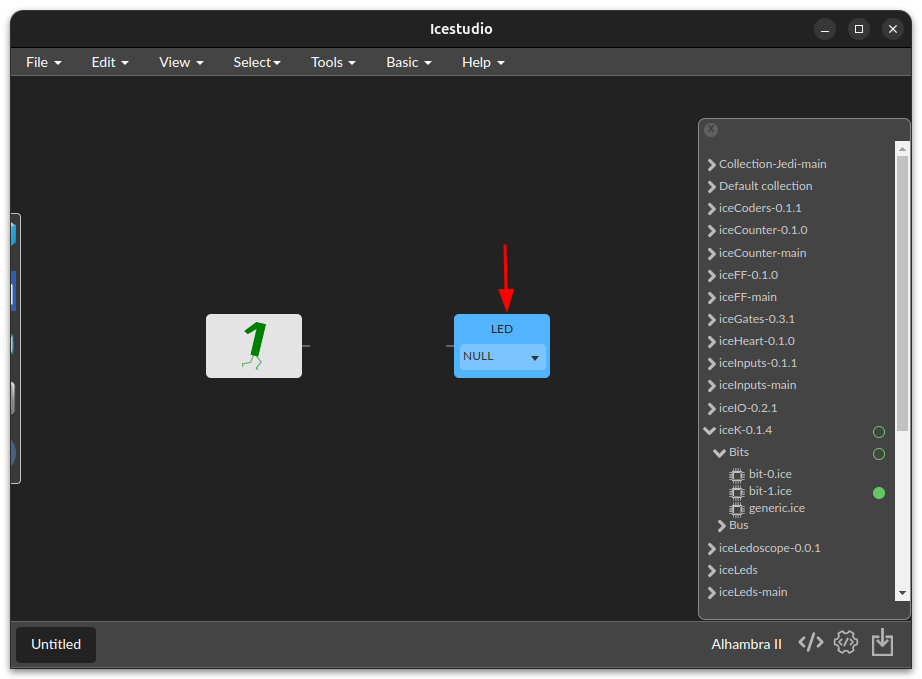 Icestudio
File Edit View Select Tools Basic Help
X
Collection-Jedi-main
Default collection
iceCoders-0.1.1
iceCounter-0.1.0
iceCounter-main
iceFF-0.1.0
iceFF-main
iceGates-0.3.1
iceHeart-0.1.0
iceInputs-0.1.1
iceInputs-main
iceIO-0.2.1
iceK-0.1.4
Bits
bit-0.ice
bit-1.ice
generic.ice
Bus
iceLedoscope-0.0.1
iceLeds
iceLeds-main
1
LED
NULL
Untitled
Alhambra II